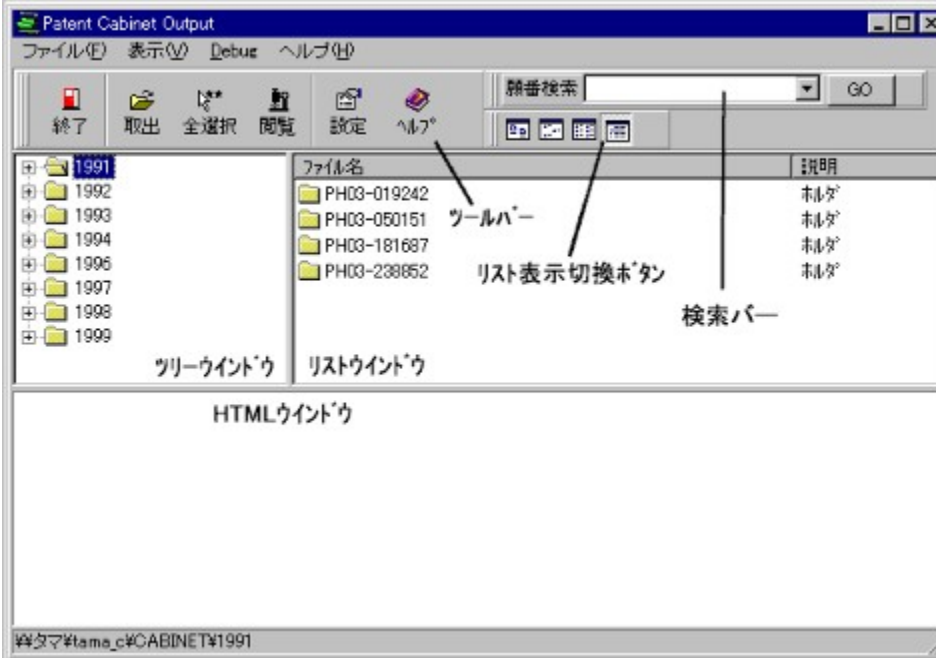 Patent Cabinet Output
ファイル(F) 表示(V) Debug ヘルプ(H)
終了 取出 全選択 閲覧 設定 ﾍﾙﾌﾟ
願番検索 GO
1991
1992
1993
1994
1996
1997
1998
1999
ツリーウインドウ
ファイル名 説明
PH03-019242 ホルダ
PH03-050151 ホルダ
PH03-181687 ホルダ
PH03-238852 ホルダ
ツールバー
リスト表示切換ボタン
検索バー
リストウインドウ
HTMLウインドウ
¥¥タマ¥tama_c¥CABINET¥1991